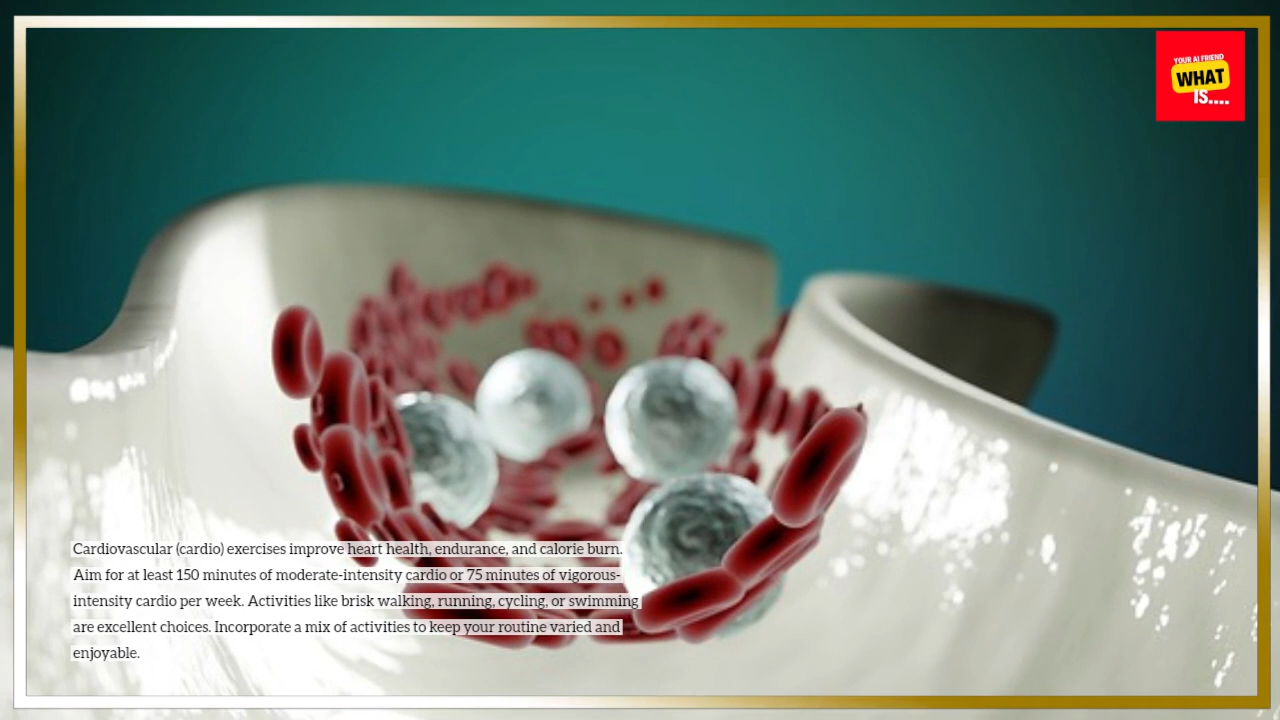 YOUR AI FRIEND
WHAT
IS....
Cardiovascular (cardio) exercises improve heart health, endurance, and calorie burn.
Aim for at least 150 minutes of moderate-intensity cardio or 75 minutes of vigorous-
intensity cardio per week. Activities like brisk walking, running, cycling, or swimming
are excellent choices. Incorporate a mix of activities to keep your routine varied and
enjoyable.